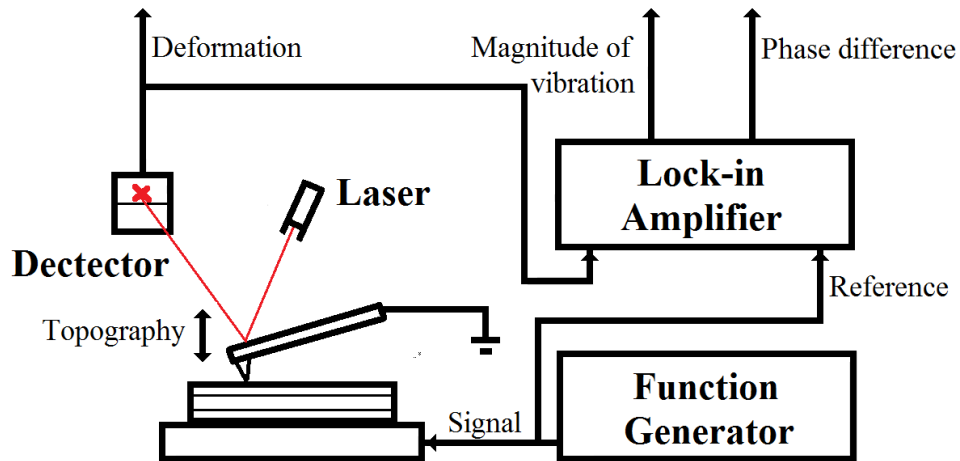 Deformation
Magnitude of
vibration
Phase difference
Lock-in
Amplifier
Laser
Dectector
Reference
Topography
Function
Generator
Signal